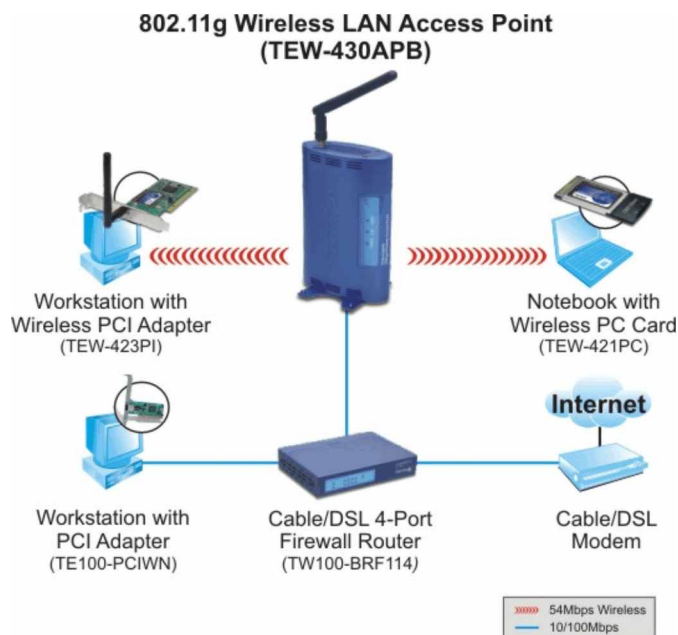 802.11g Wireless LAN Access Point
(TEW-430APB)
Workstation with
Wireless PCI Adapter
(TEW-423PI)
Notebook with
Wireless PC Card
(TEW-421PC)
Internet
Workstation with
PCI Adapter
(TE100-PCIWN)
Cable/DSL 4-Port
Firewall Router
(TW100-BRF114)
Cable/DSL
Modem
54Mbps Wireless
10/100Mbps